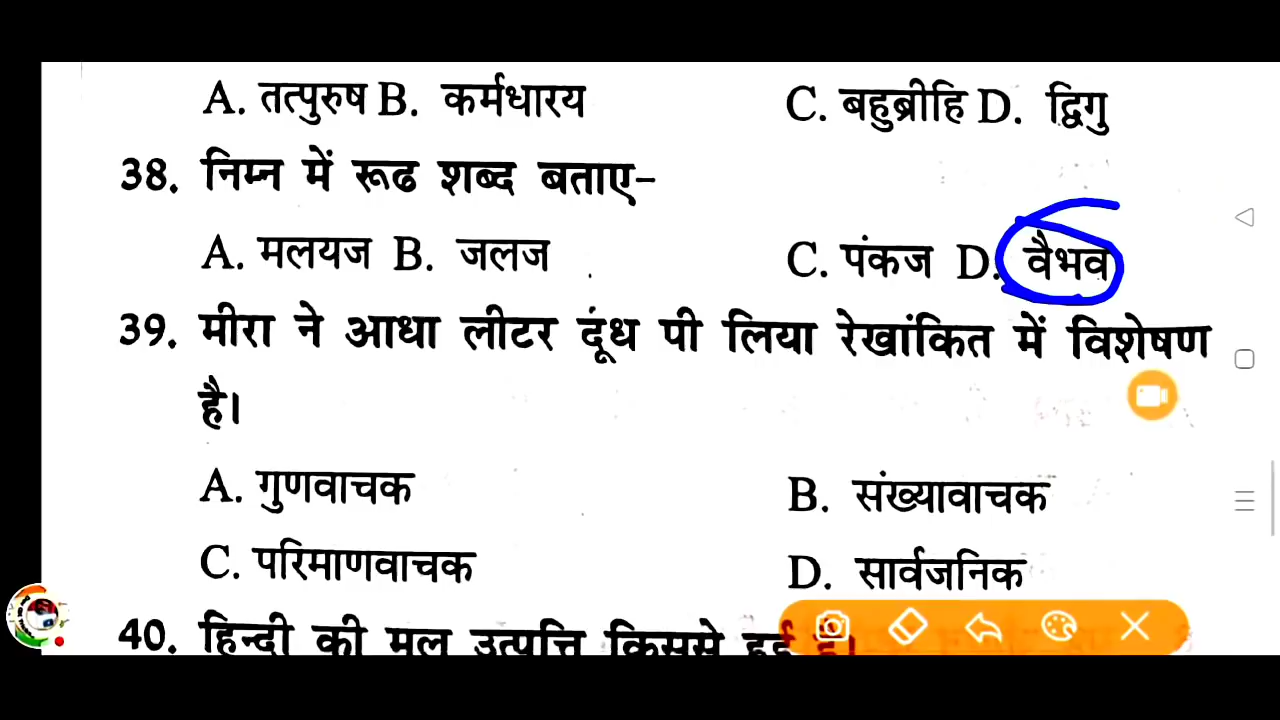 A. तत्पुरुष B. कर्मधारय C. बहुब्रीहि D. द्विगु
38. निम्न में रूढ शब्द बताए-
A. मलयज B. जलज C. पंकज D. वैभव
39. मीरा ने आधा लीटर दूंध पी लिया रेखांकित में विशेषण
है।
A. गुणवाचक B. संख्यावाचक
C. परिमाणवाचक D. सार्वजनिक
40. हिन्दी की मूल उत्पत्ति किससे हुई है।